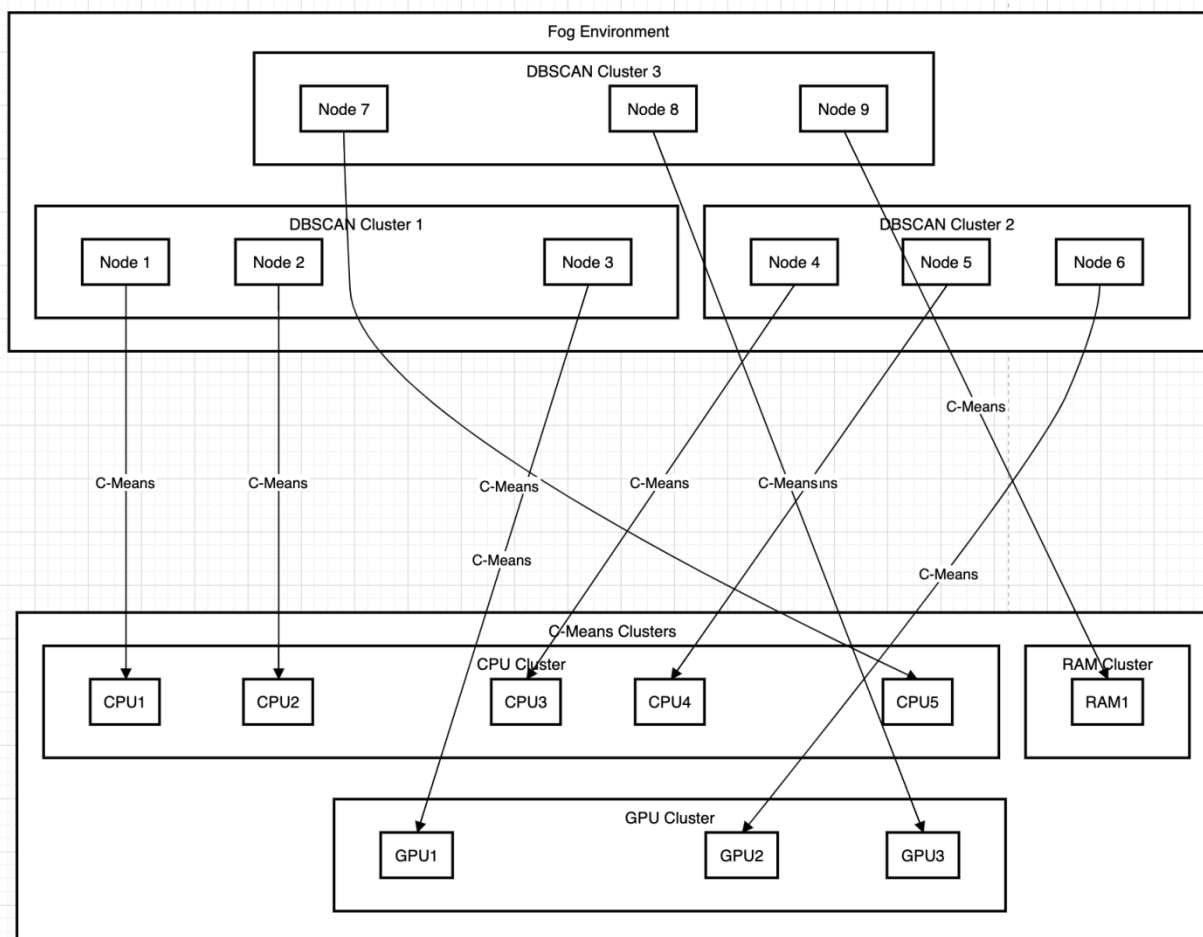 Fog Environment
DBSCAN Cluster 3
Node 7
Node 8
Node 9
DBSCAN Cluster 1
DBSCAN Cluster 2
Node 1
Node 2
Node 3
Node 4
Node 5
Node 6
C-Means
C-Means
C-Means
C-Means
C-Means
C-Means
ns
C-Means
C-Means
C-Means Clusters
CPU Cluster
RAM Cluster
CPU1
CPU2
CPU3
CPU4
CPU5
RAM1
GPU Cluster
GPU1
GPU2
GPU3